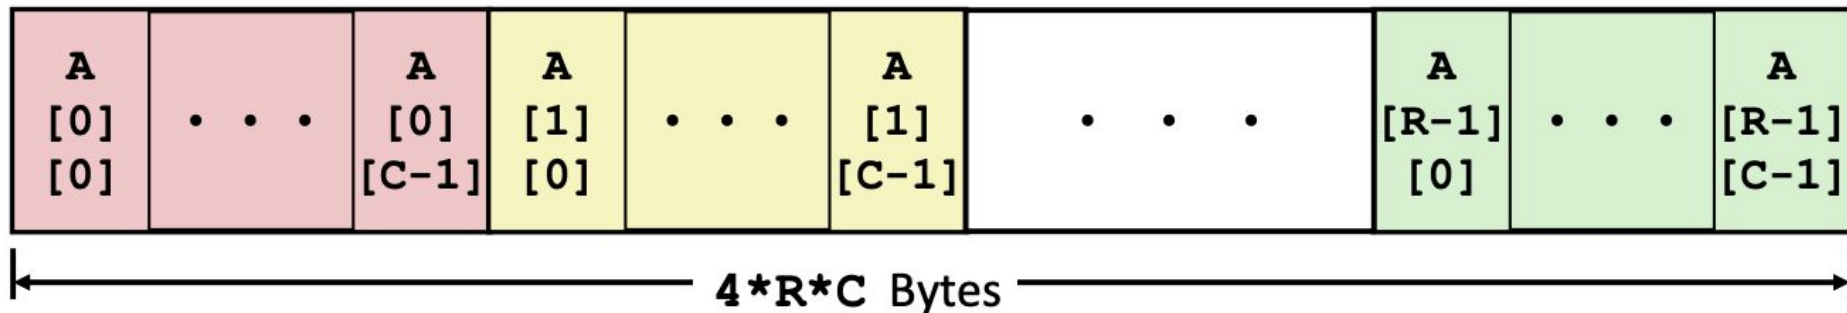 A • • • A A • • • A • • • A • • • A
[0] [0] [1] [1] [R-1] [R-1]
[0] [C-1] [0] [C-1] [0] [C-1]
4*R*C Bytes